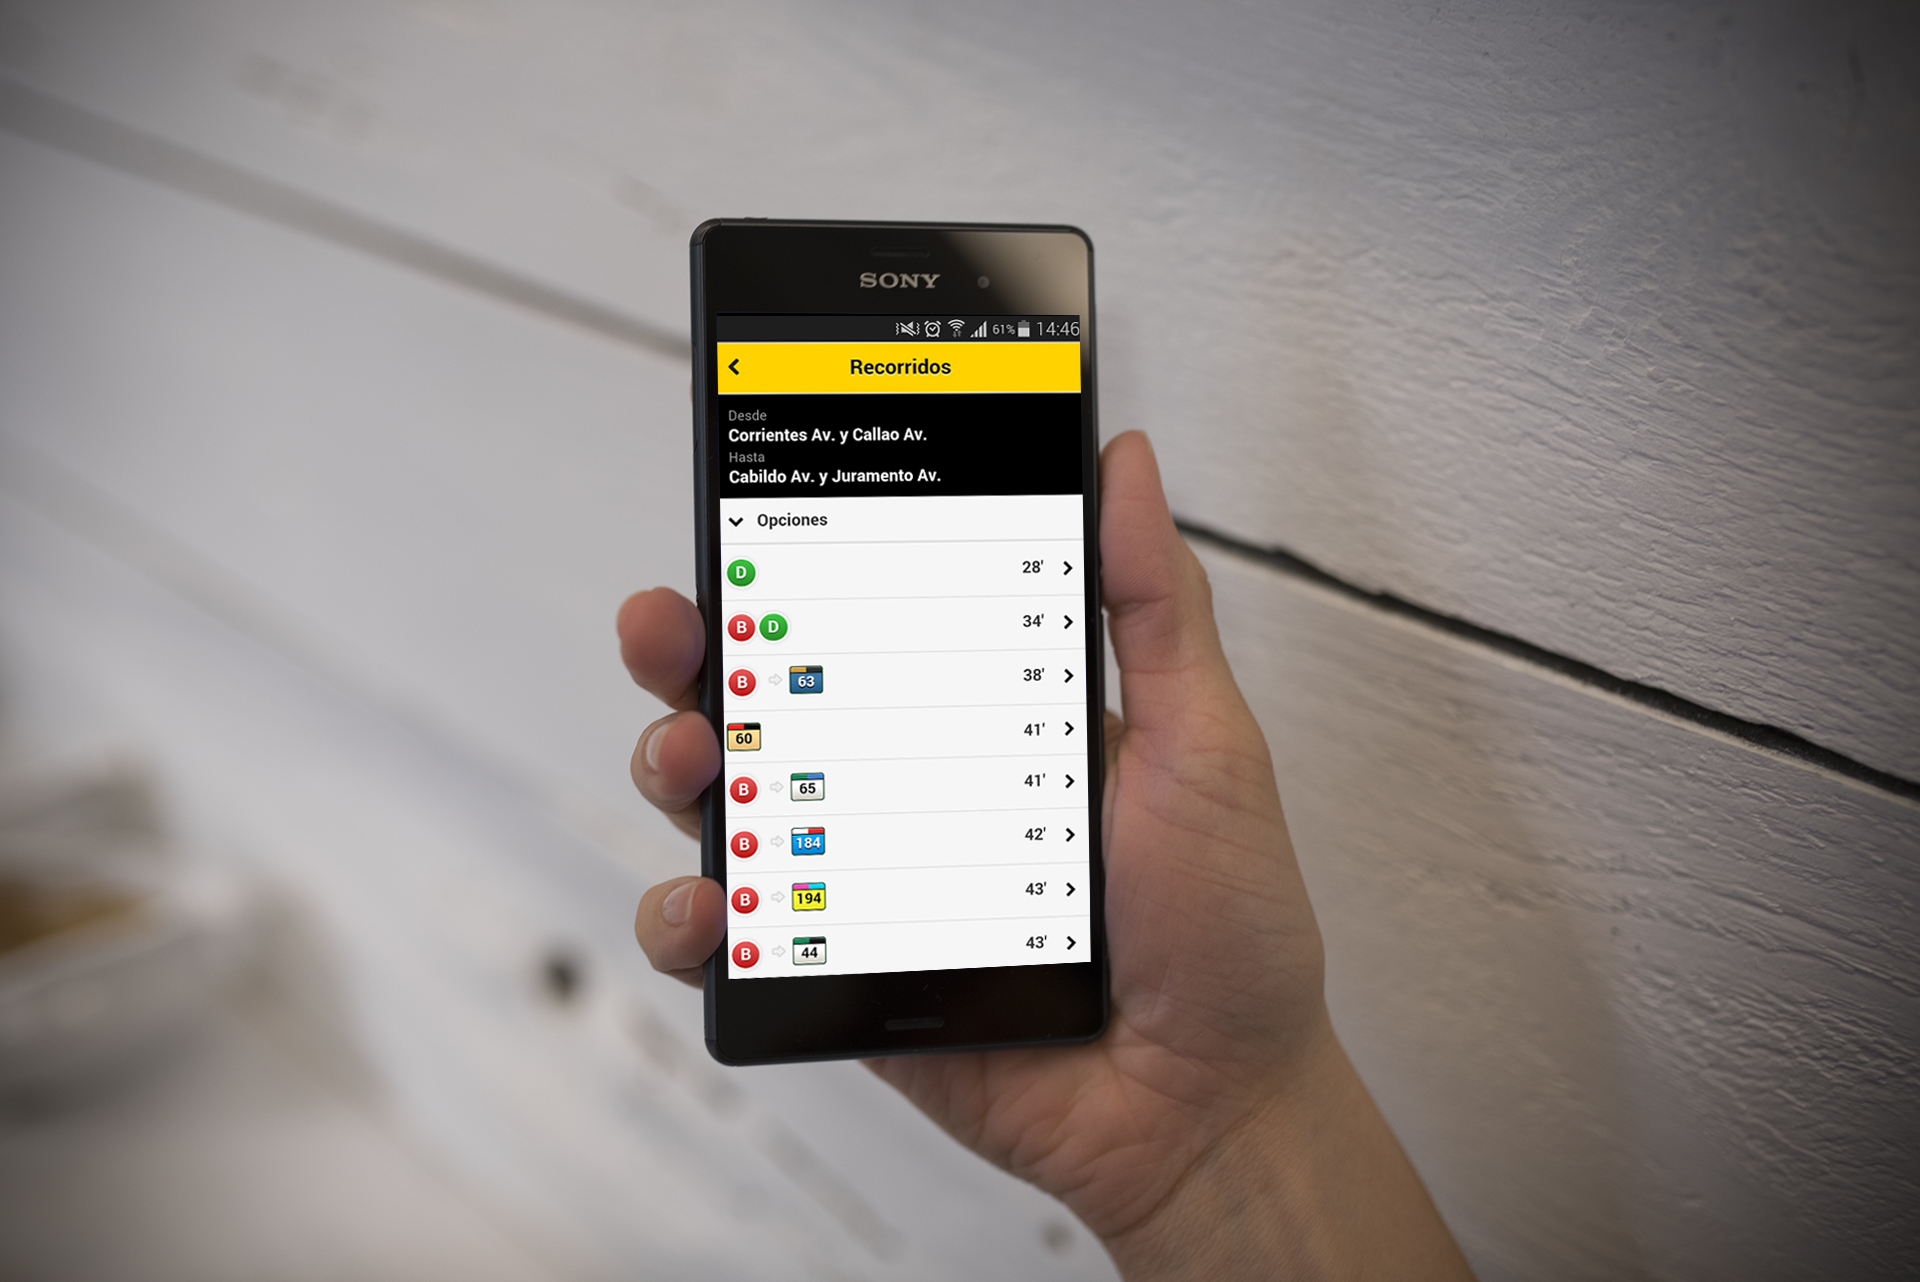 SONY
61% 14:46
Recorridos
Desde
Corrientes Av. y Callao Av.
Hasta
Cabildo Av. y Juramento Av.
Opciones
D 28'
B D 34'
B 63 38'
60 41'
B 65 41'
B 184 42'
B 194 43'
B 44 43'